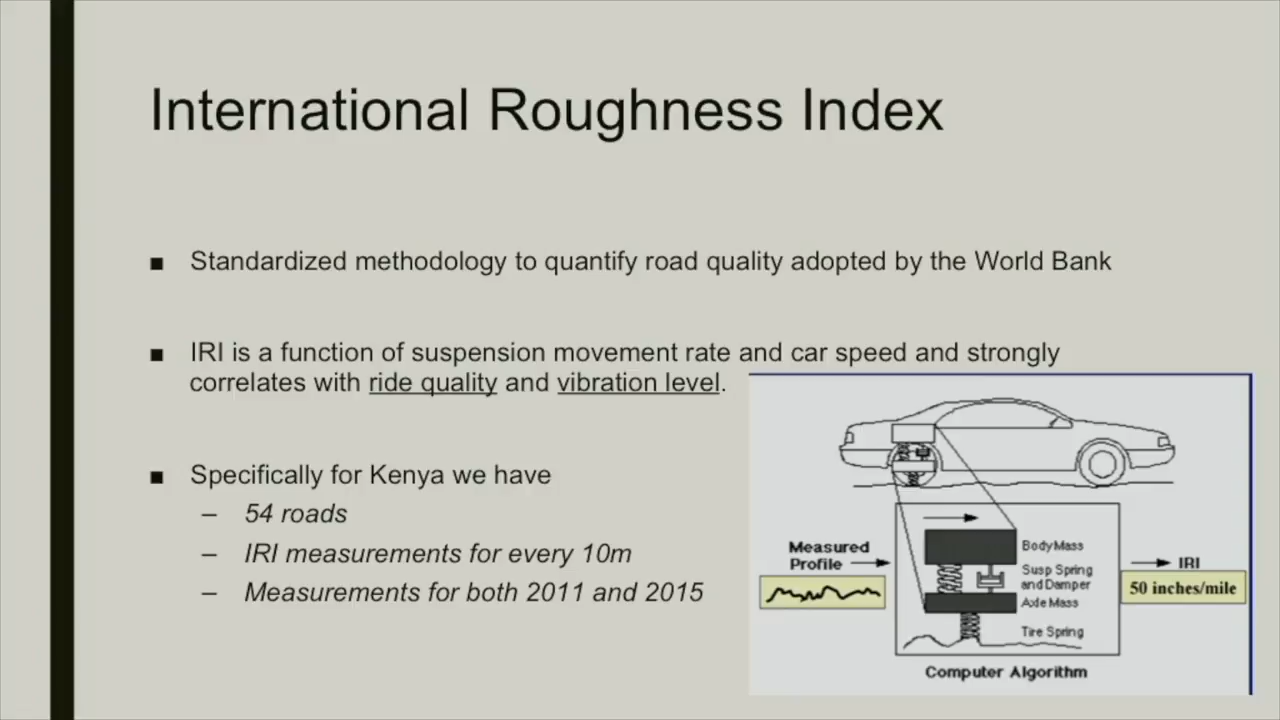 International Roughness Index
■ Standardized methodology to quantify road quality adopted by the World Bank
■ IRI is a function of suspension movement rate and car speed and strongly
correlates with ride quality and vibration level.
■ Specifically for Kenya we have
– 54 roads
– IRI measurements for every 10m
– Measurements for both 2011 and 2015
Measured
Profile
Body Mass
Susp Spring
and Damper
Axle Mass
Tire Spring
IRI
50 inches/mile
Computer Algorithm